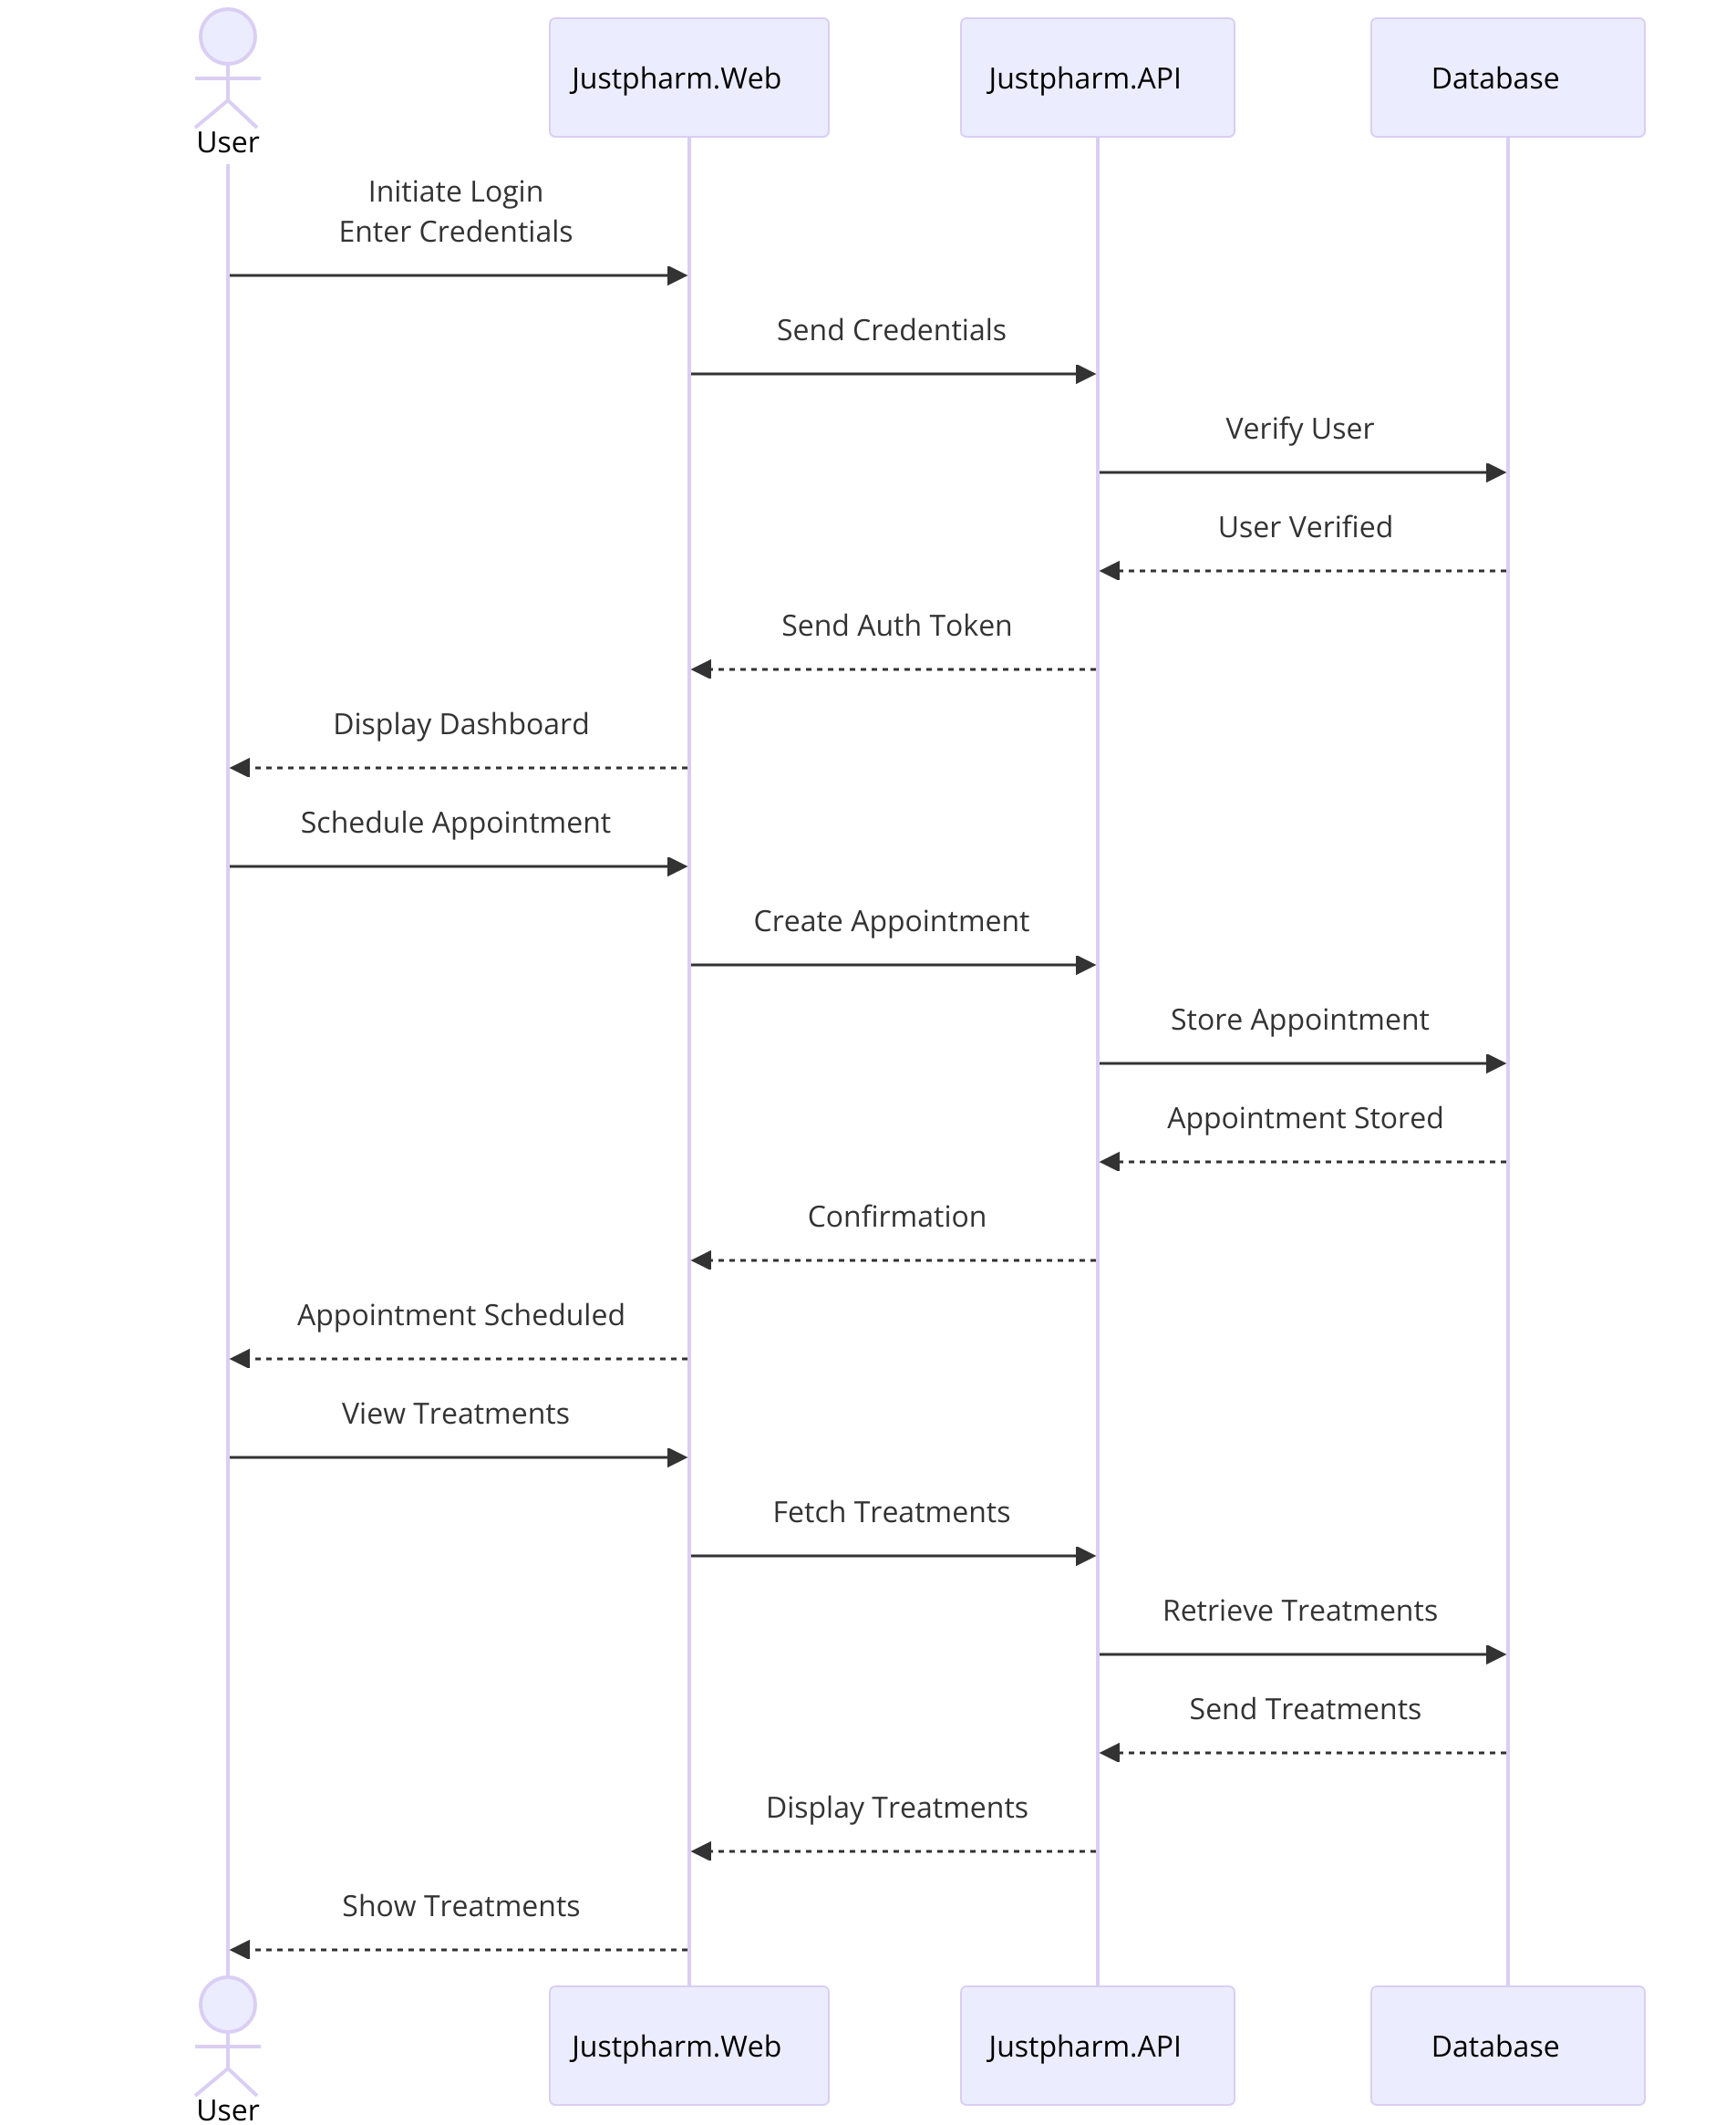 User
Justpharm.Web
Justpharm.API
Database
Initiate Login
Enter Credentials
Send Credentials
Verify User
User Verified
Send Auth Token
Display Dashboard
Schedule Appointment
Create Appointment
Store Appointment
Appointment Stored
Confirmation
Appointment Scheduled
View Treatments
Fetch Treatments
Retrieve Treatments
Send Treatments
Display Treatments
Show Treatments
User
Justpharm.Web
Justpharm.API
Database